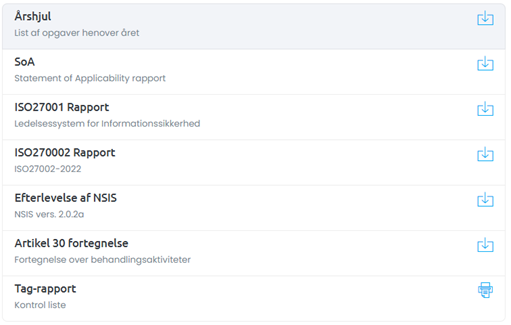 Årshjul
List af opgaver henover året
SoA
Statement of Applicability rapport
ISO27001 Rapport
Ledelsessystem for Informationssikkerhed
ISO270002 Rapport
ISO27002-2022
Efterlevelse af NSIS
NSIS vers. 2.0.2a
Artikel 30 fortegnelse
Fortegnelse over behandlingsaktiviteter
Tag-rapport
Kontrol liste